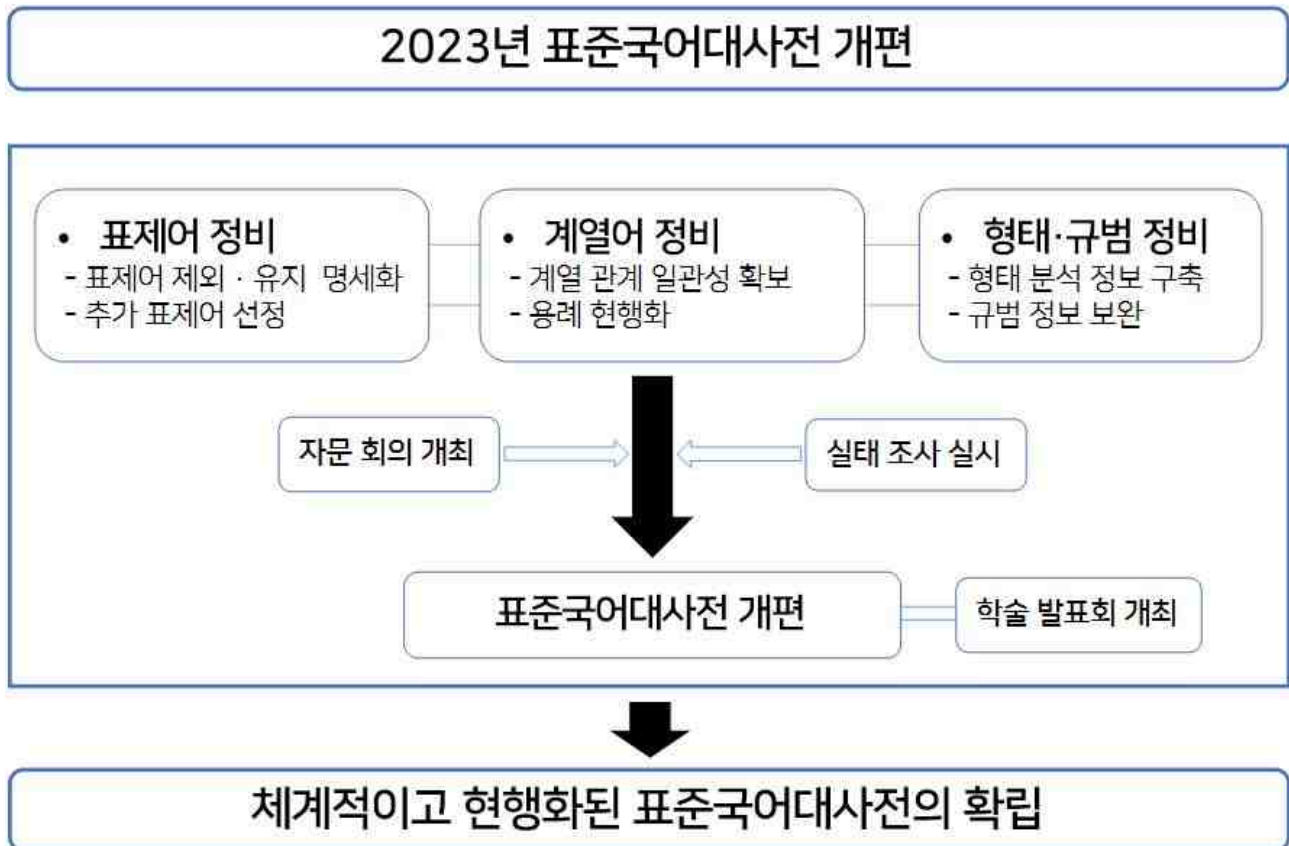 2023년 표준국어대사전 개편
• 표제어 정비
- 표제어 제외 · 유지 명세화
- 추가 표제어 선정
• 계열어 정비
- 계열 관계 일관성 확보
- 용례 현행화
• 형태·규범 정비
- 형태 분석 정보 구축
- 규범 정보 보완
자문 회의 개최
실태 조사 실시
표준국어대사전 개편
학술 발표회 개최
체계적이고 현행화된 표준국어대사전의 확립